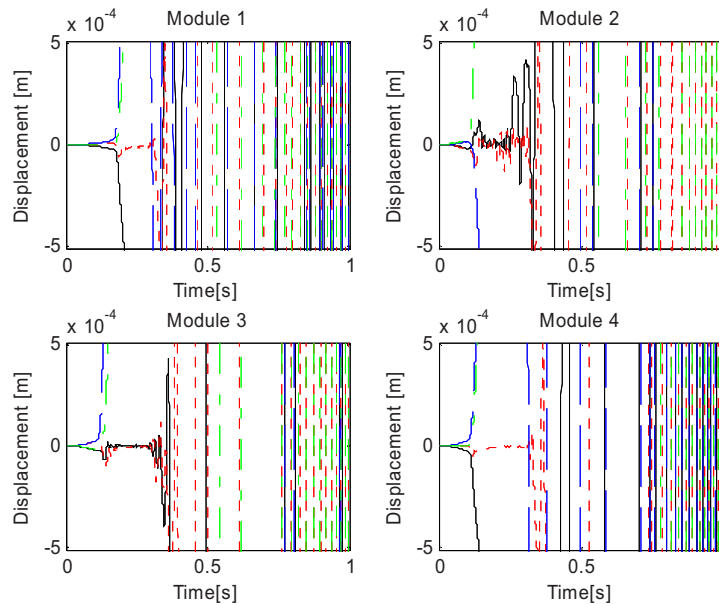 x 10⁻⁴
Module 1
5
0
-5
Displacement [m]
0
0.5
1
Time[s]
x 10⁻⁴
Module 2
5
0
-5
Displacement [m]
0
0.5
Time[s]
x 10⁻⁴
Module 3
5
0
-5
Displacement [m]
0
0.5
1
Time[s]
x 10⁻⁴
Module 4
5
0
-5
Displacement [m]
0
0.5
Time[s]